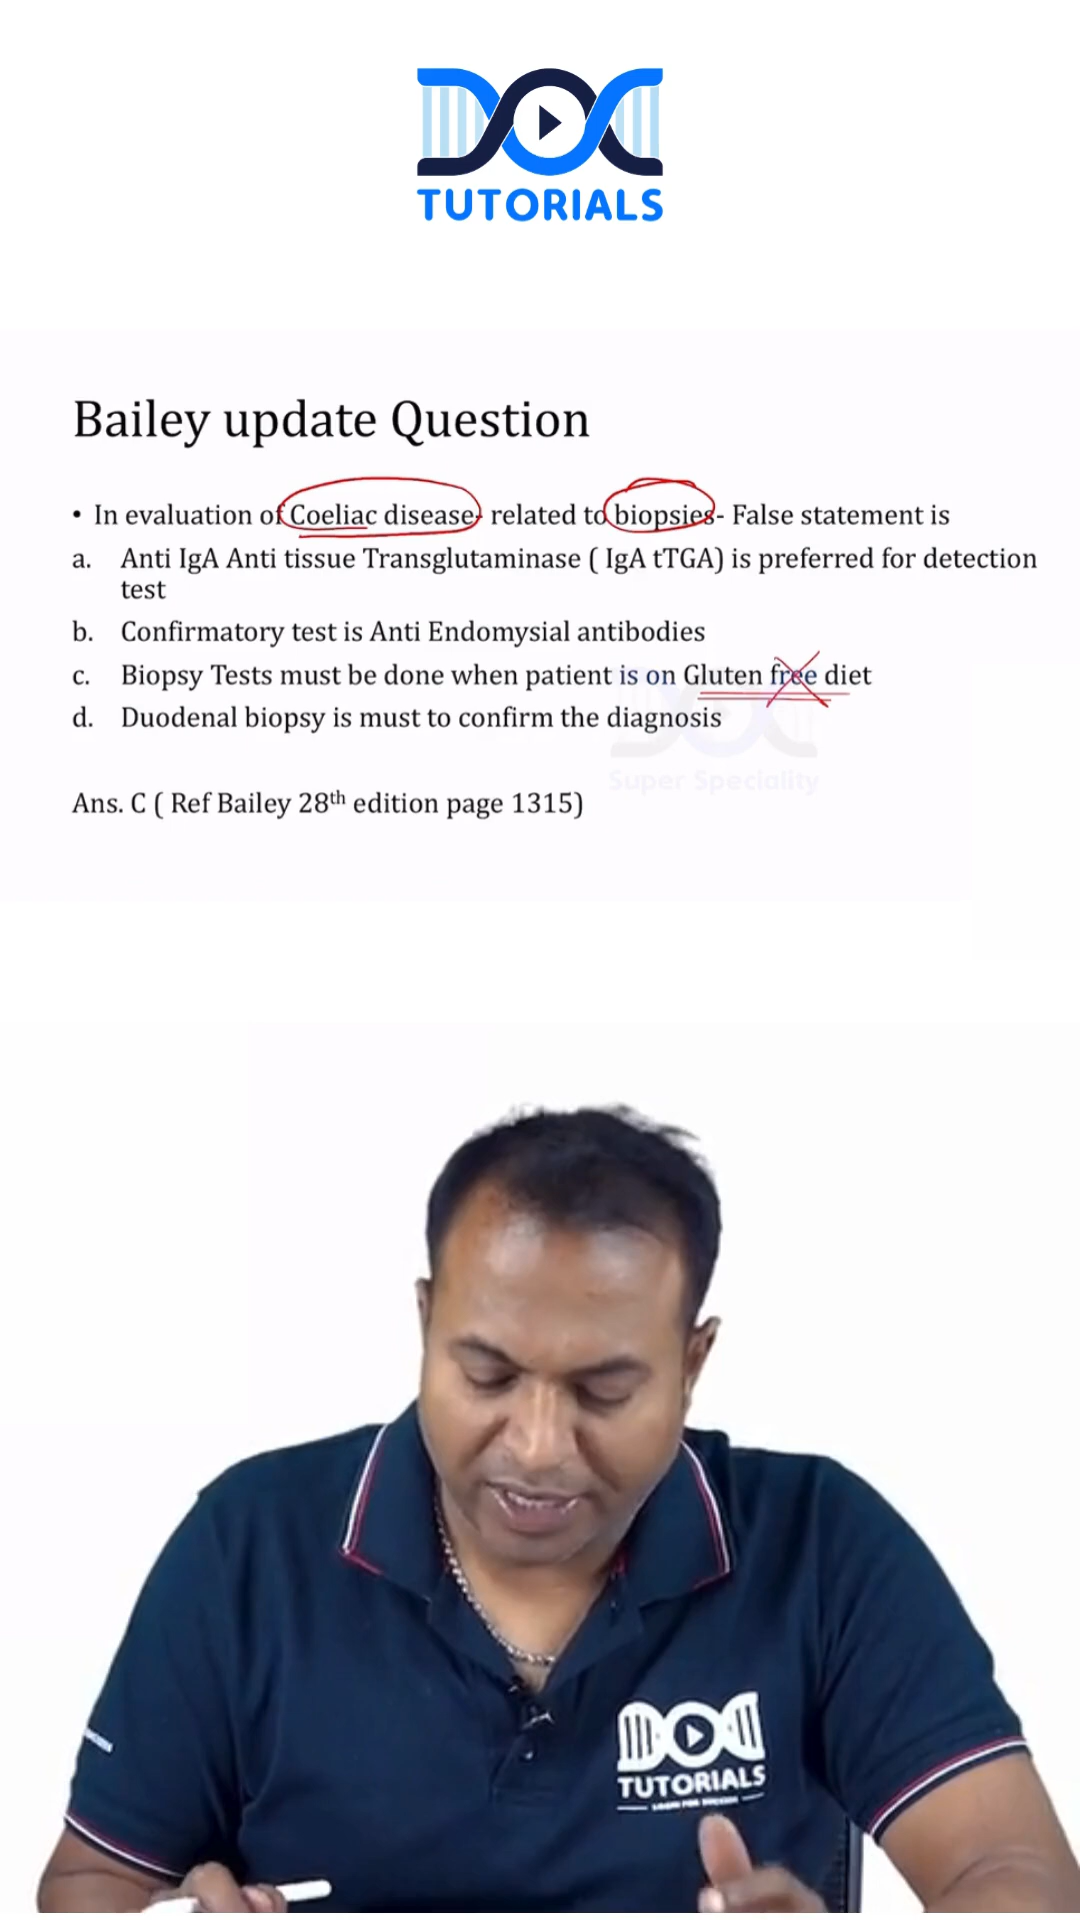 DOC
TUTORIALS
Bailey update Question
• In evaluation of Coeliac disease- related to biopsies- False statement is
a. Anti IgA Anti tissue Transglutaminase ( IgA tTGA) is preferred for detection
test
b. Confirmatory test is Anti Endomysial antibodies
c. Biopsy Tests must be done when patient is on Gluten free diet
d. Duodenal biopsy is must to confirm the diagnosis
Super Speciality
Ans. C ( Ref Bailey 28th edition page 1315)
DOC
TUTORIALS